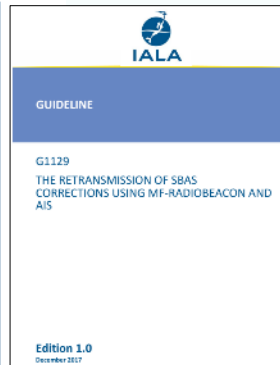 IALA
GUIDELINE
G1129
THE RETRANSMISSION OF SBAS
CORRECTIONS USING MF-RADIOBEACON AND
AIS
Edition 1.0
December 2017